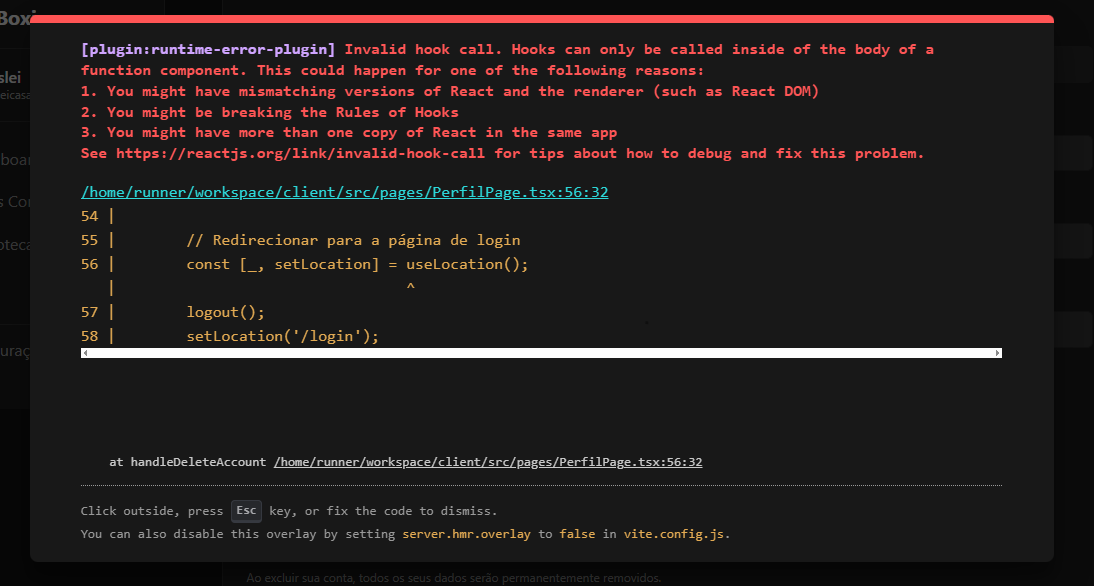 Boxi
[plugin:runtime-error-plugin] Invalid hook call. Hooks can only be called inside of the body of a
function component. This could happen for one of the following reasons:
1. You might have mismatching versions of React and the renderer (such as React DOM)
2. You might be breaking the Rules of Hooks
3. You might have more than one copy of React in the same app
See https://reactjs.org/link/invalid-hook-call for tips about how to debug and fix this problem.
slei
eicasa
boar
/home/runner/workspace/client/src/pages/PerfilPage.tsx:56:32
s Con
54 |
55 |        // Redirecionar para a página de login
oteca
56 |        const [_, setLocation] = useLocation();
|                                 ^
57 |        logout();
58 |        setLocation('/login');
uraç
at handleDeleteAccount /home/runner/workspace/client/src/pages/PerfilPage.tsx:56:32
Click outside, press Esc key, or fix the code to dismiss.
You can also disable this overlay by setting server.hmr.overlay to false in vite.config.js.
Ao excluir sua conta, todos os seus dados serão permanentemente removidos.